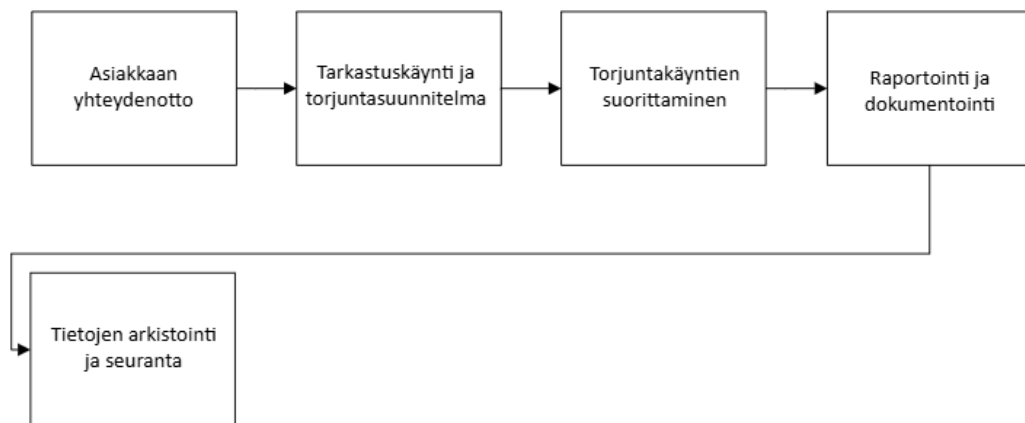 Asiakkaan
yhteydenotto
Tarkastuskäynti ja
torjuntasuunnitelma
Torjuntakäyntien
suorittaminen
Raportointi ja
dokumentointi
Tietojen arkistointi
ja seuranta